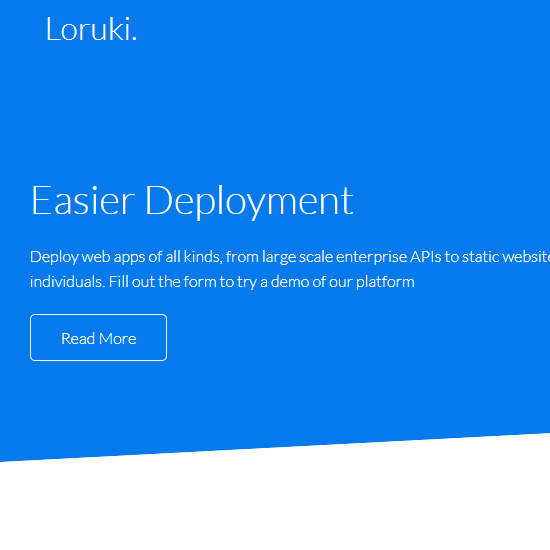 Loruki.
Easier Deployment
Deploy web apps of all kinds, from large scale enterprise APIs to static
individuals. Fill out the form to try a demo of our platform
Read More